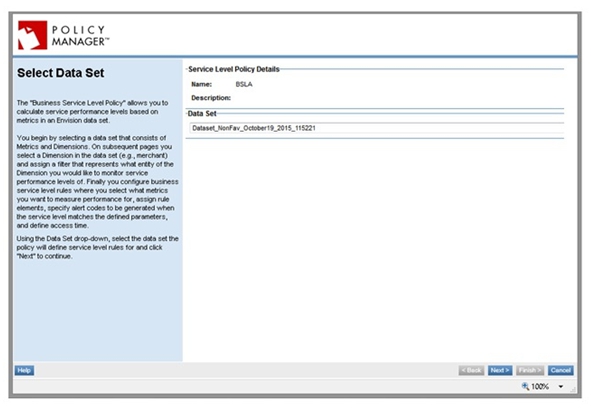 POLICY
MANAGER™
Select Data Set
The "Business Service Level Policy" allows you to
calculate service performance levels based on
metrics in an Envision data set.
You begin by selecting a data set that consists of
Metrics and Dimensions. On subsequent pages you
select a Dimension in the data set (e.g., merchant)
and assign a filter that represents what entity of the
Dimension you would like to monitor service
performance levels of. Finally you configure business
service level rules where you select what metrics
you want to measure performance for, assign rule
elements, specify alert codes to be generated when
the service level matches the defined parameters,
and define access time.
Using the Data Set drop-down, select the data set the
policy will define service level rules for and click
"Next" to continue.
Service Level Policy Details
Name: BSLA
Description:
Data Set
Dataset_NonFav_October19_2015_115221
Help
< Back Next > Finish > Cancel
100%